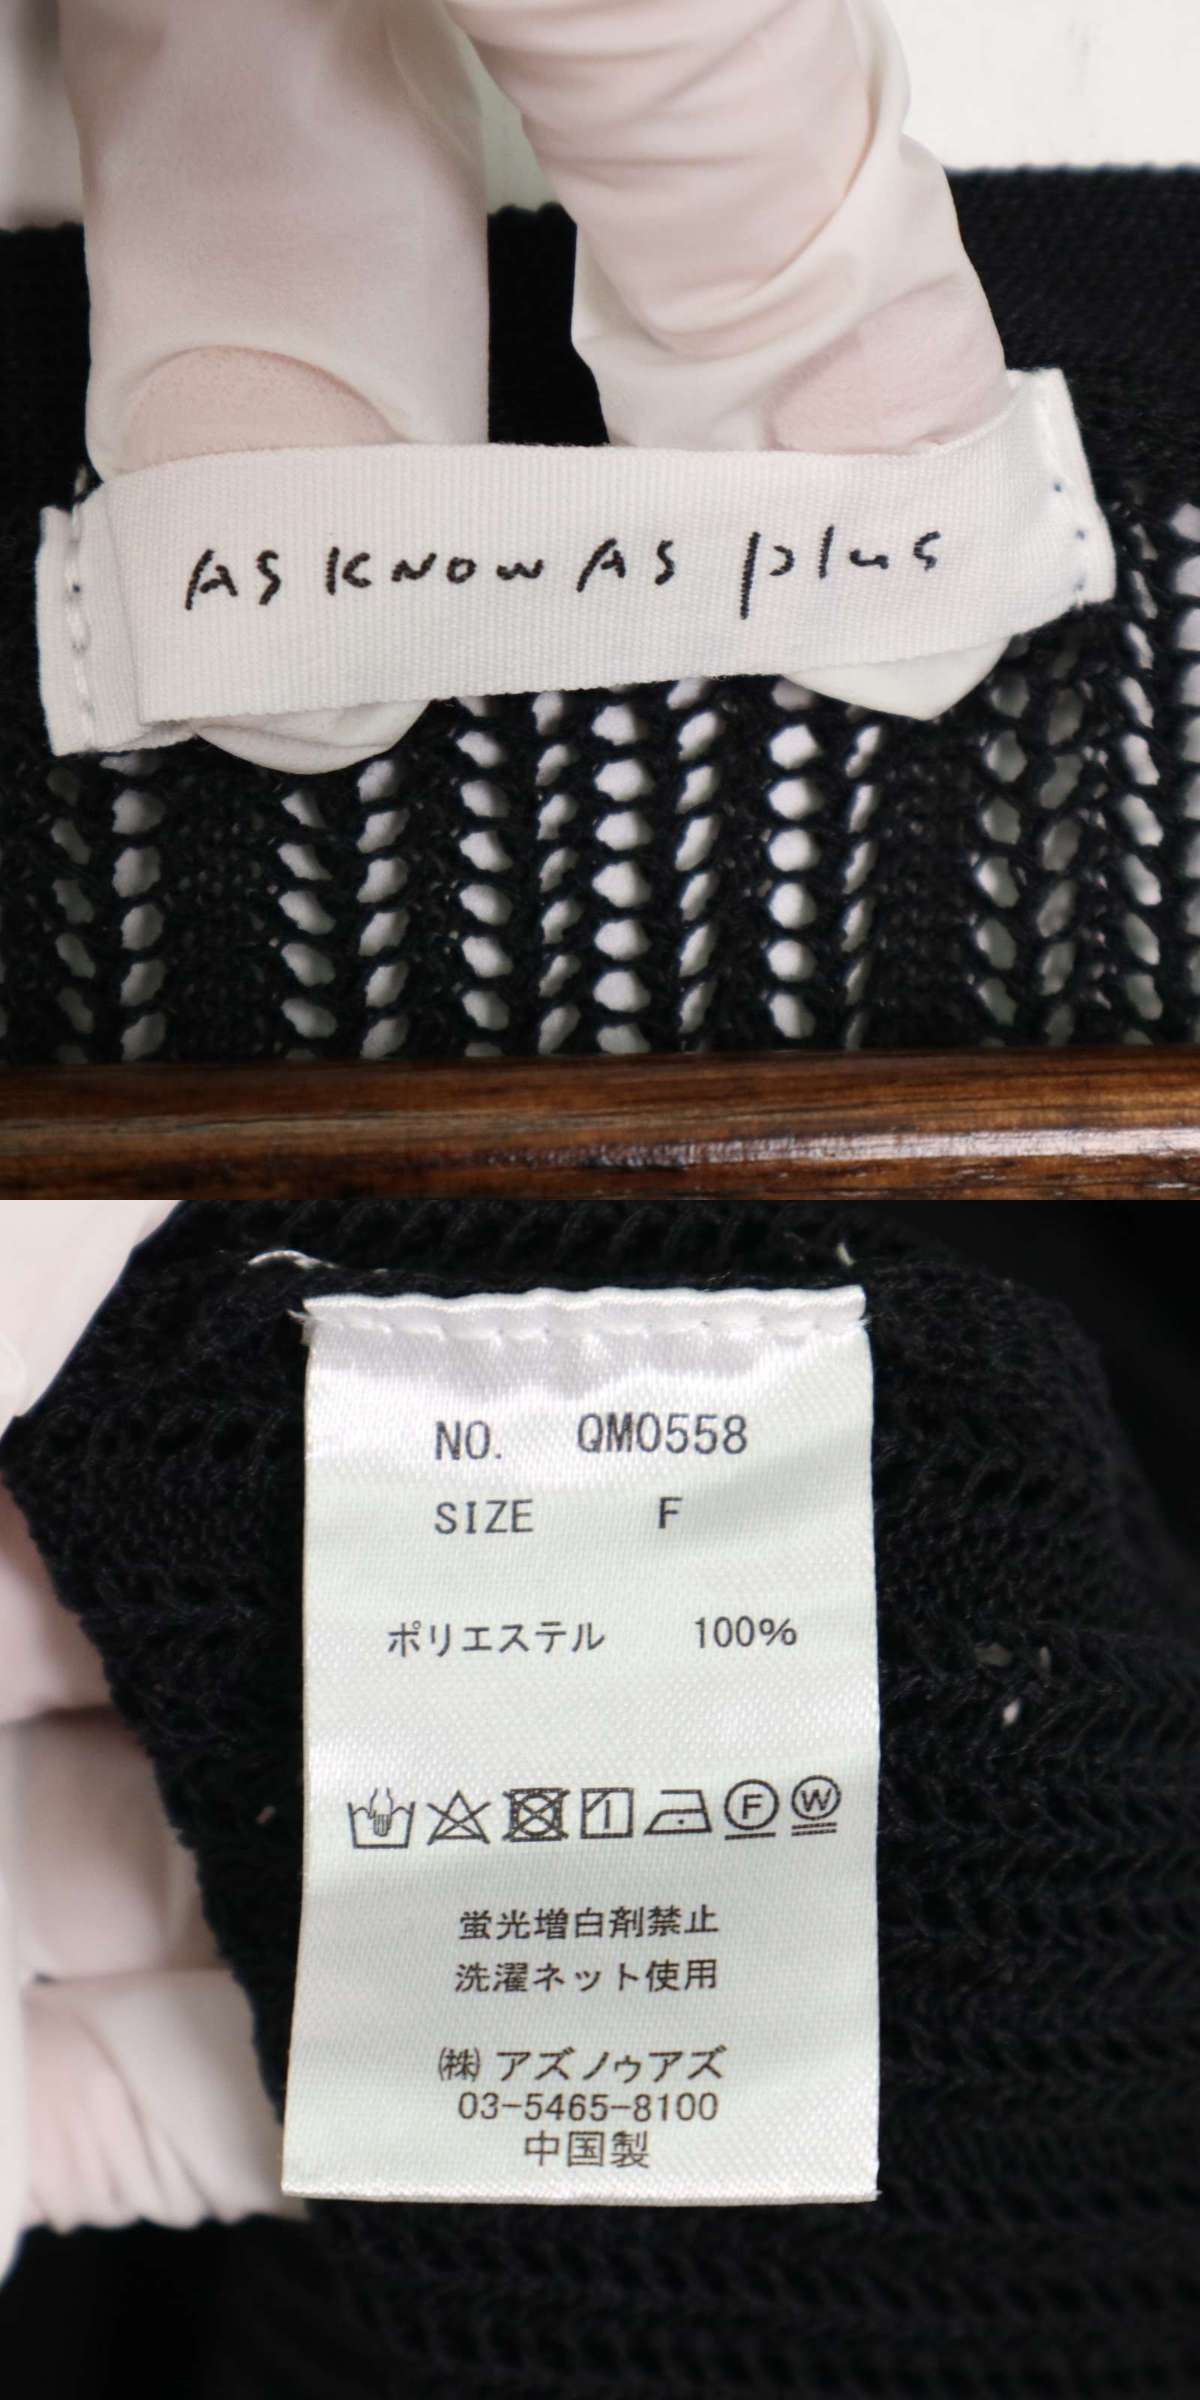 AS KNOW AS plus
NO. QM0558
SIZE F
ポリエステル 100%
F W
蛍光増白剤禁止
洗濯ネット使用
㈱ アズノゥアズ
03-5465-8100
中国製